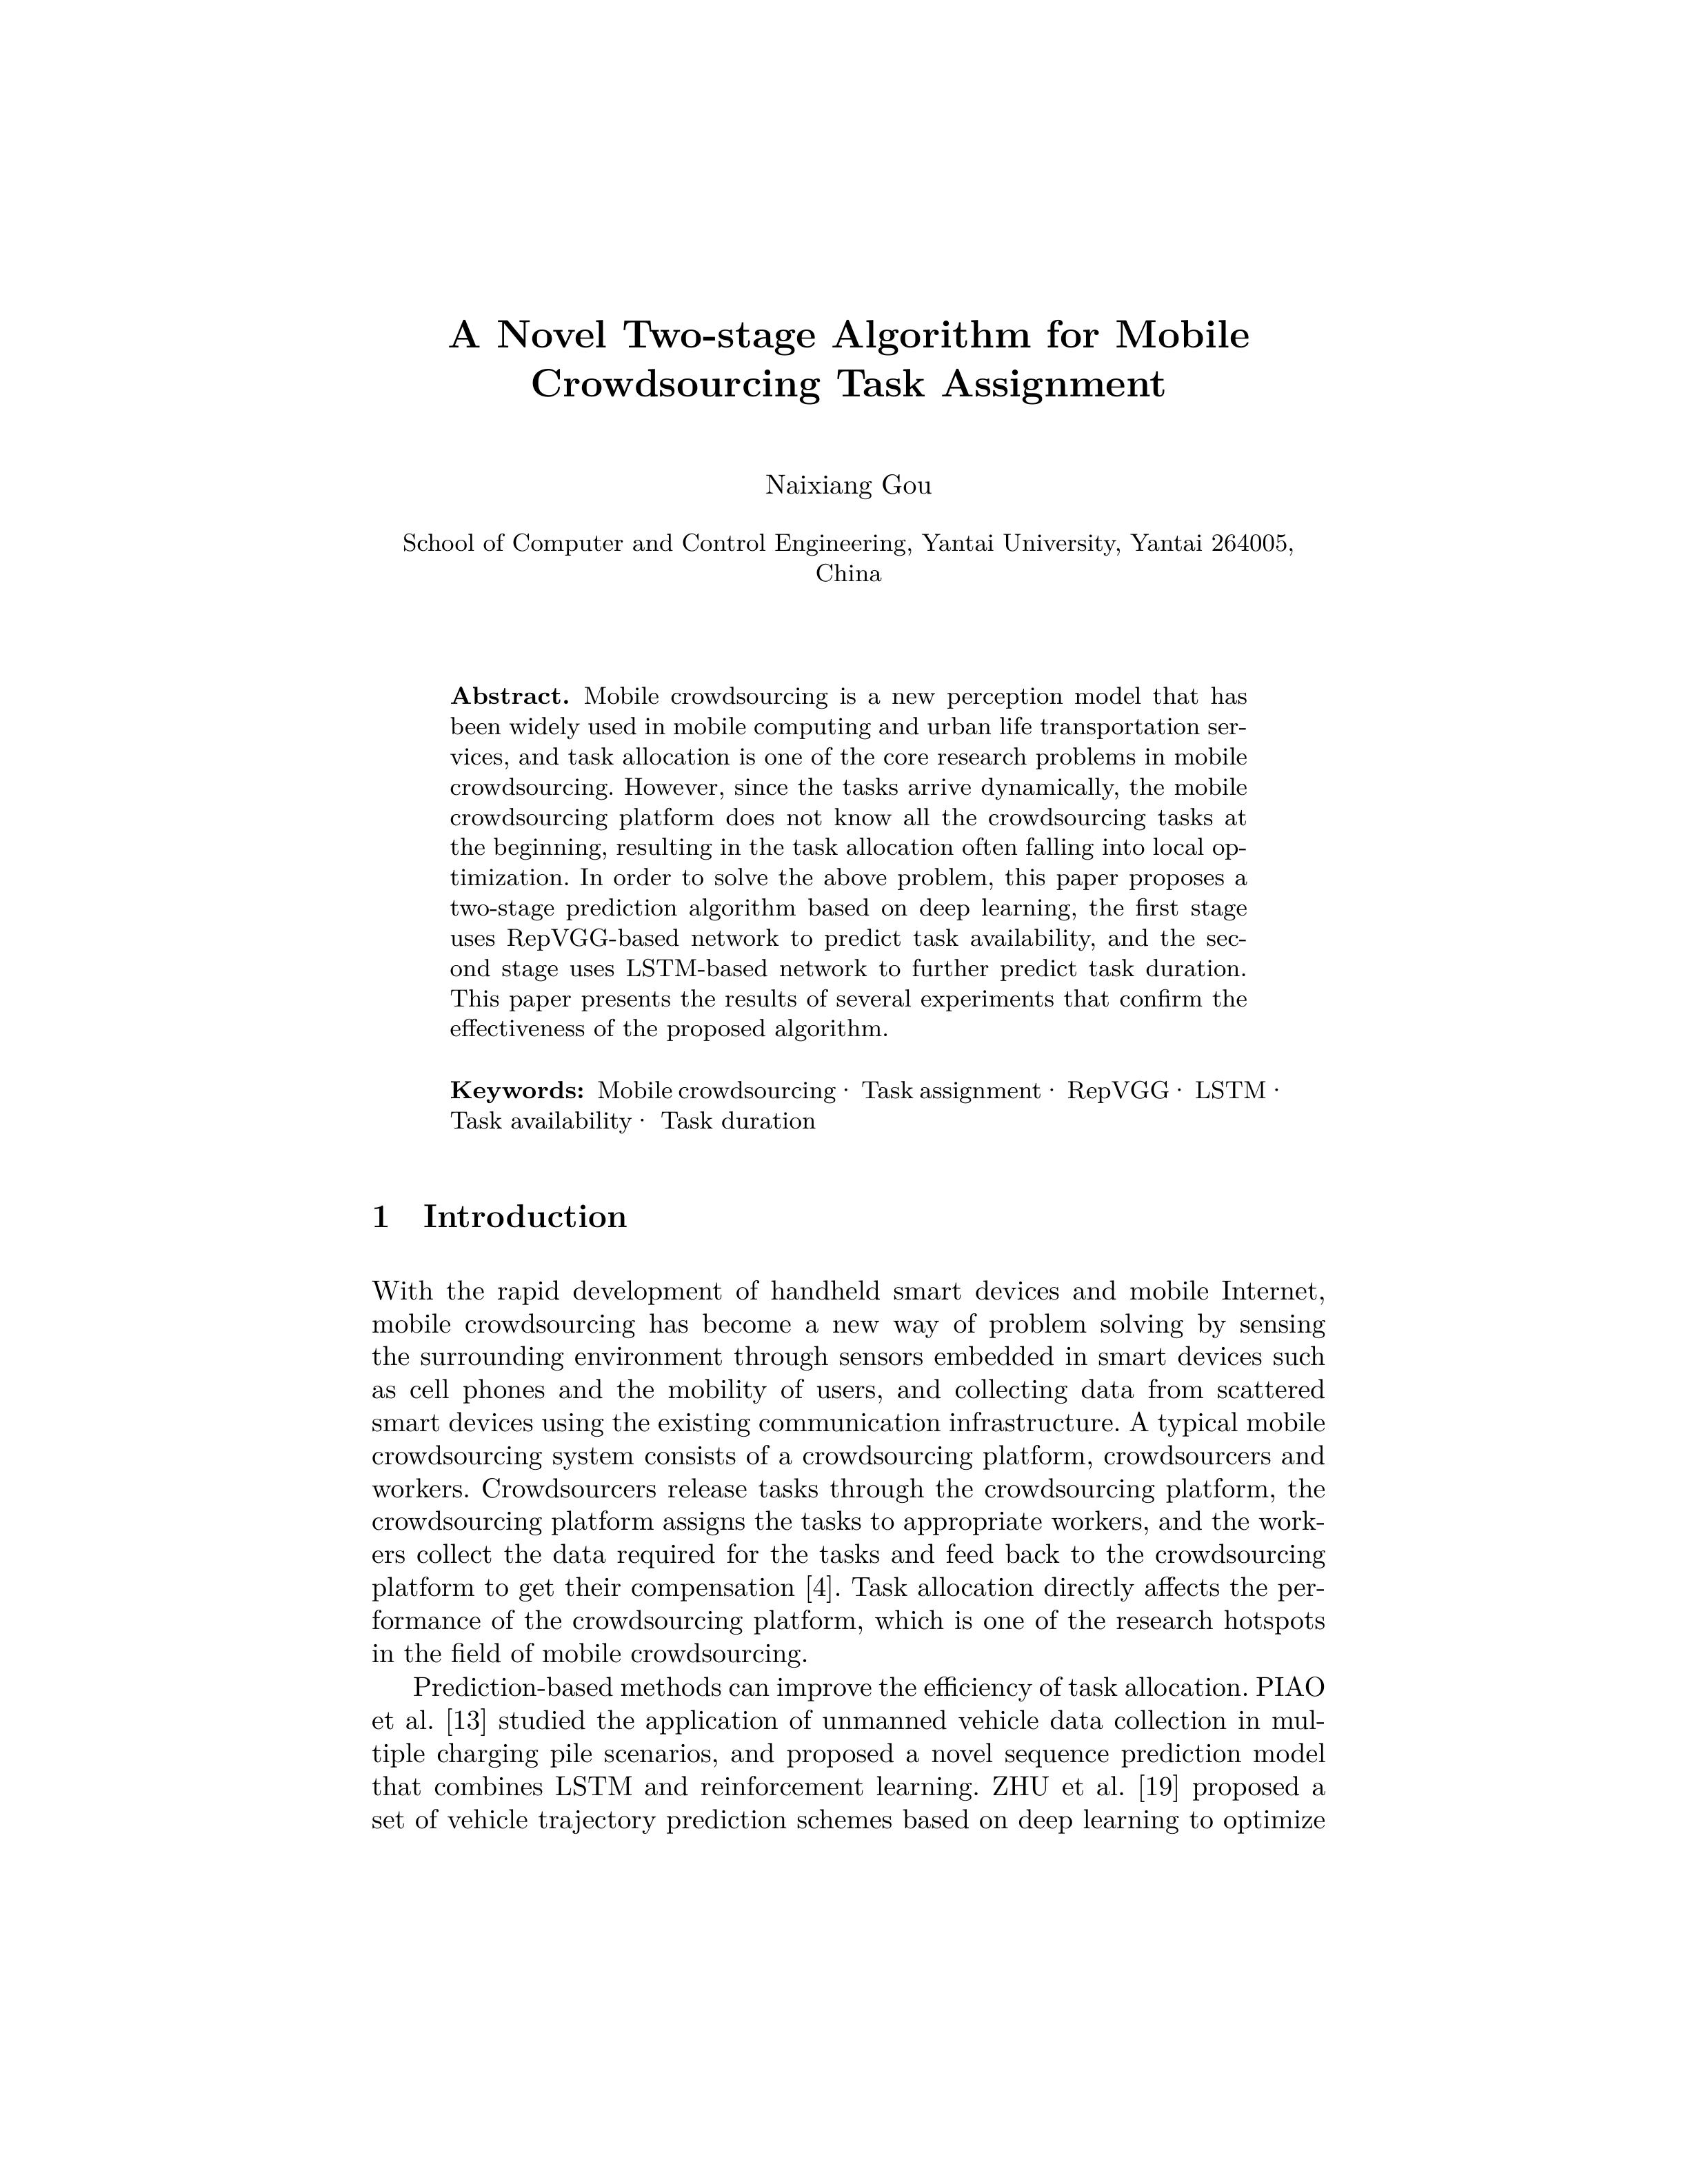 A Novel Two-stage Algorithm for Mobile
Crowdsourcing Task Assignment
Naixiang Gou
School of Computer and Control Engineering, Yantai University, Yantai 264005,
China
Abstract. Mobile crowdsourcing is a new perception model that has
been widely used in mobile computing and urban life transportation ser-
vices, and task allocation is one of the core research problems in mobile
crowdsourcing. However, since the tasks arrive dynamically, the mobile
crowdsourcing platform does not know all the crowdsourcing tasks at
the beginning, resulting in the task allocation often falling into local op-
timization. In order to solve the above problem, this paper proposes a
two-stage prediction algorithm based on deep learning, the first stage
uses RepVGG-based network to predict task availability, and the sec-
ond stage uses LSTM-based network to further predict task duration.
This paper presents the results of several experiments that confirm the
effectiveness of the proposed algorithm.
Keywords: Mobile crowdsourcing · Task assignment · RepVGG · LSTM ·
Task availability · Task duration
1 Introduction
With the rapid development of handheld smart devices and mobile Internet,
mobile crowdsourcing has become a new way of problem solving by sensing
the surrounding environment through sensors embedded in smart devices such
as cell phones and the mobility of users, and collecting data from scattered
smart devices using the existing communication infrastructure. A typical mobile
crowdsourcing system consists of a crowdsourcing platform, crowdsourcers and
workers. Crowdsourcers release tasks through the crowdsourcing platform, the
crowdsourcing platform assigns the tasks to appropriate workers, and the work-
ers collect the data required for the tasks and feed back to the crowdsourcing
platform to get their compensation [4]. Task allocation directly affects the per-
formance of the crowdsourcing platform, which is one of the research hotspots
in the field of mobile crowdsourcing.
Prediction-based methods can improve the efficiency of task allocation. PIAO
et al. [13] studied the application of unmanned vehicle data collection in mul-
tiple charging pile scenarios, and proposed a novel sequence prediction model
that combines LSTM and reinforcement learning. ZHU et al. [19] proposed a
set of vehicle trajectory prediction schemes based on deep learning to optimize